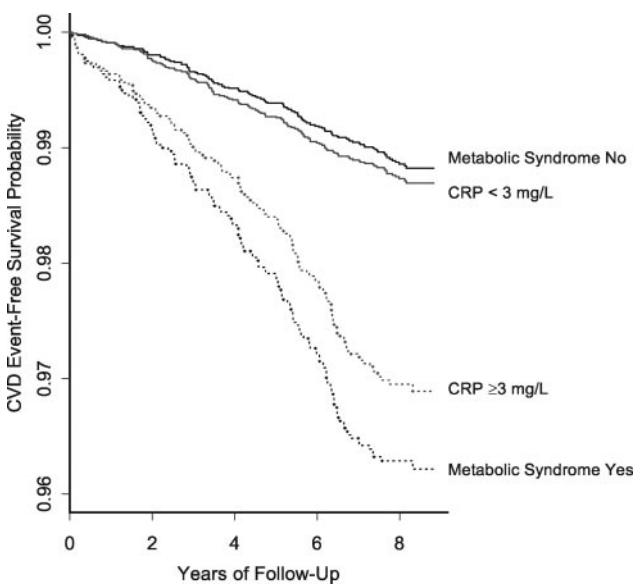 1.00
0.99
0.98
0.97
0.96
CVD Event-Free Survival Probability
Metabolic Syndrome No
CRP < 3 mg/L
CRP ≥3 mg/L
Metabolic Syndrome Yes
0 2 4 6 8
Years of Follow-Up